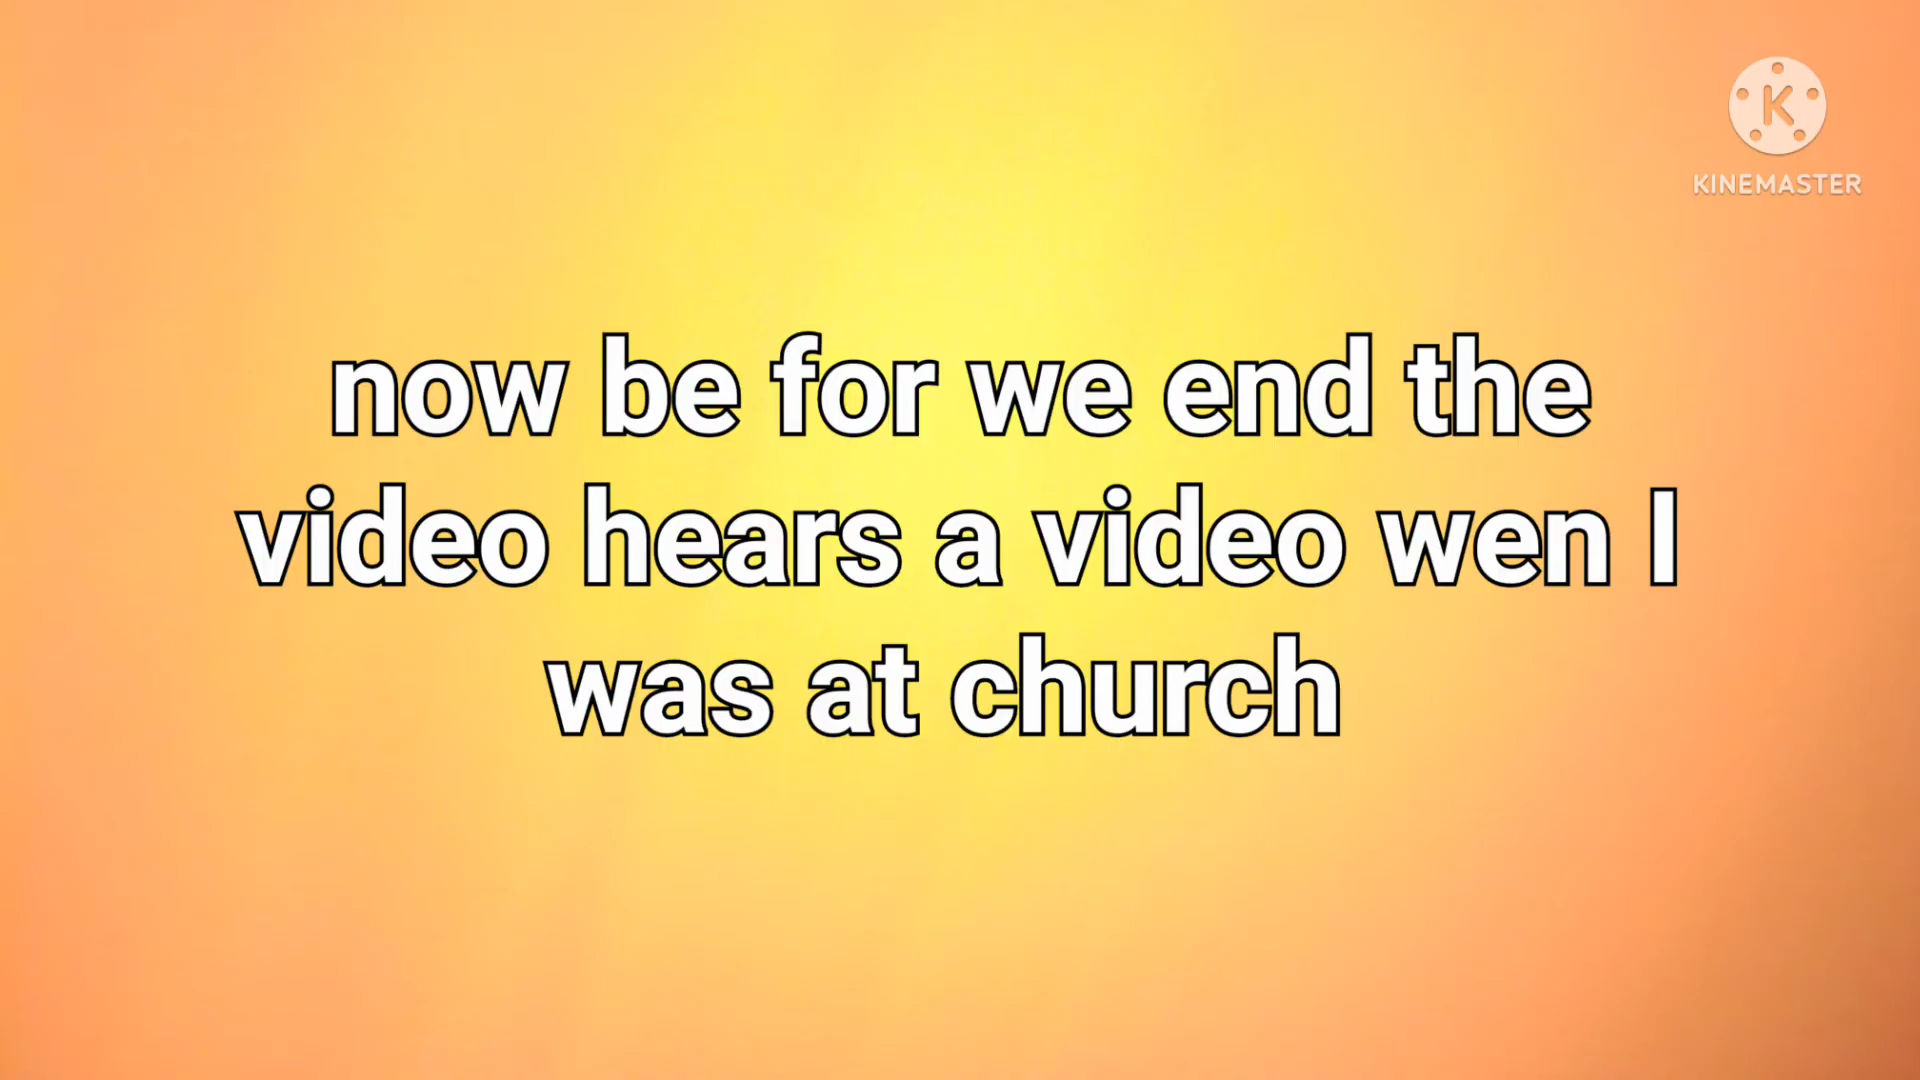 KINEMASTER
now be for we end the
video hears a video wen I
was at church